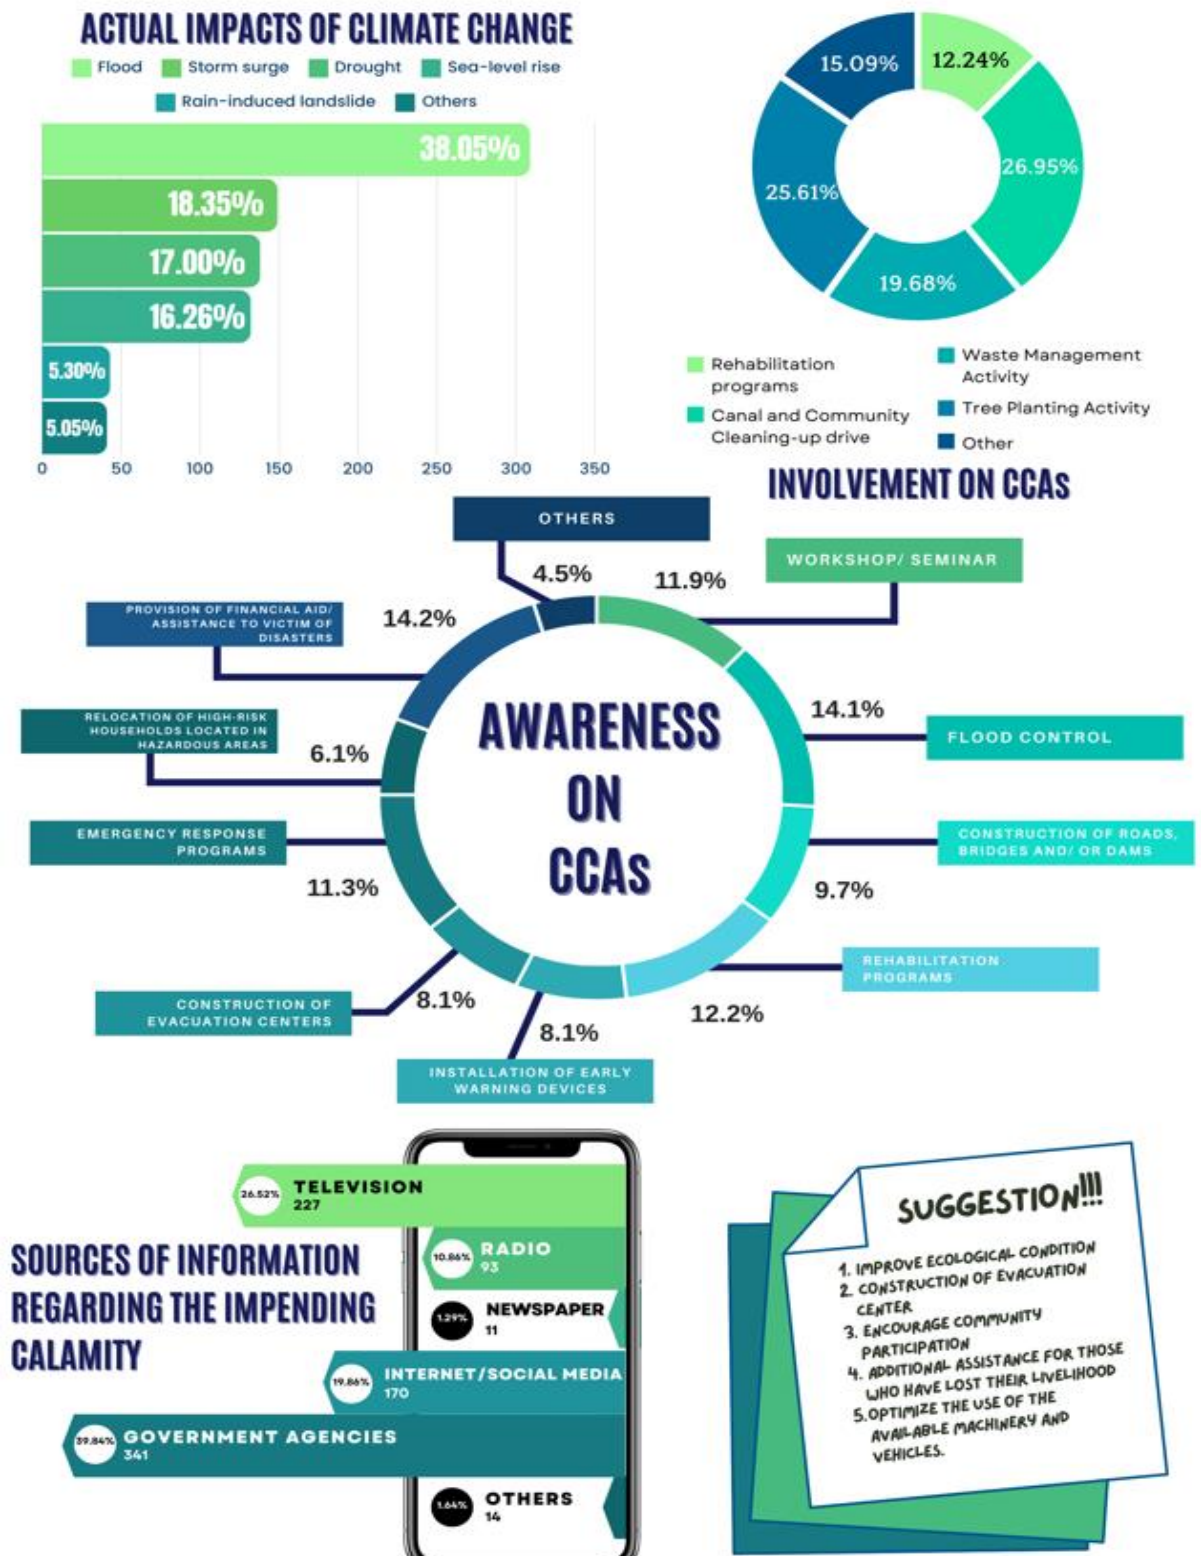 ACTUAL IMPACTS OF CLIMATE CHANGE
Flood Storm surge Drought Sea-level rise
Rain-induced landslide Others
38.05%
18.35%
17.00%
16.26%
5.30%
5.05%
0 50 100 150 200 250 300 350
15.09% 12.24%
26.95%
25.61%
19.68%
Rehabilitation
programs
Canal and Community
Cleaning-up drive
Waste Management
Activity
Tree Planting Activity
Other
INVOLVEMENT ON CCAs
OTHERS
4.5%
11.9%
WORKSHOP/ SEMINAR
PROVISION OF FINANCIAL AID/
ASSISTANCE TO VICTIM OF
DISASTERS
14.2%
RELOCATION OF HIGH-RISK
HOUSEHOLDS LOCATED IN
HAZARDOUS AREAS
6.1%
14.1%
FLOOD CONTROL
AWARENESS
ON
CCAs
EMERGENCY RESPONSE
PROGRAMS
11.3%
CONSTRUCTION OF ROADS,
BRIDGES AND/ OR DAMS
9.7%
REHABILITATION
PROGRAMS
12.2%
CONSTRUCTION OF
EVACUATION CENTERS
8.1%
8.1%
INSTALLATION OF EARLY
WARNING DEVICES
SOURCES OF INFORMATION
REGARDING THE IMPENDING
CALAMITY
26.52% TELEVISION
227
10.86% RADIO
93
1.29% NEWSPAPER
11
19.86% INTERNET/SOCIAL MEDIA
170
39.84% GOVERNMENT AGENCIES
341
1.64% OTHERS
14
SUGGESTION!!!
1. IMPROVE ECOLOGICAL CONDITION
2. CONSTRUCTION OF EVACUATION
CENTER
3. ENCOURAGE COMMUNITY
PARTICIPATION
4. ADDITIONAL ASSISTANCE FOR THOSE
WHO HAVE LOST THEIR LIVELIHOOD
5.OPTIMIZE THE USE OF THE
AVAILABLE MACHINERY AND
VEHICLES.